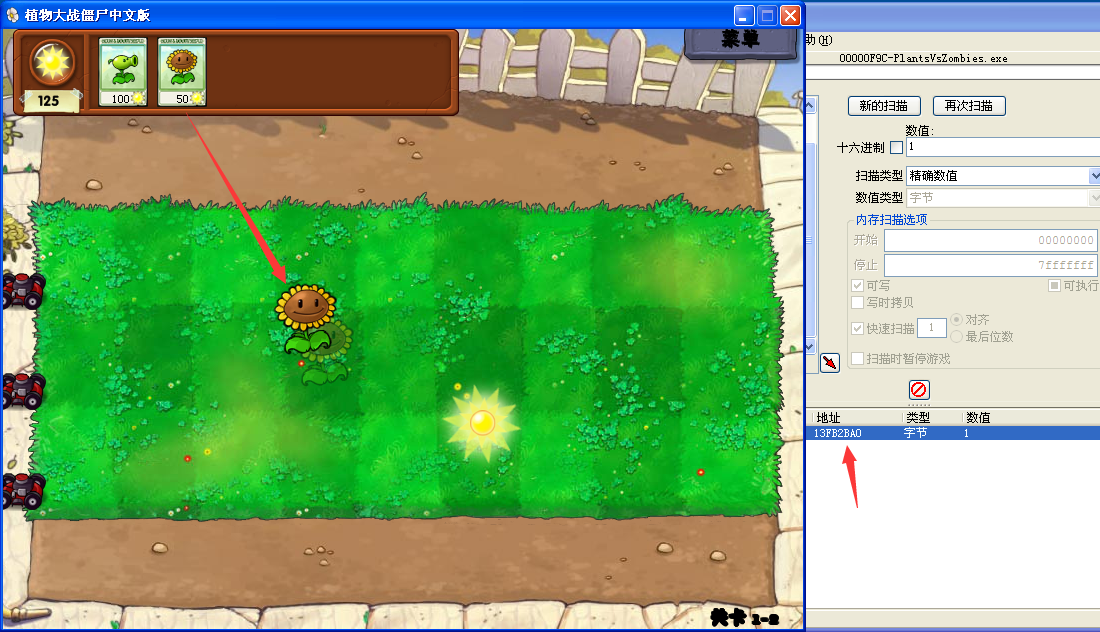 植物大战僵尸中文版
菜单
125
100
50
关卡 1-2
助(H)
00000F9C-PlantsVsZombies.exe
新的扫描
再次扫描
数值:
十六进制
1
扫描类型
精确数值
数值类型
字节
内存扫描选项
开始
00000000
停止
7fffffff
可写
可执行
写时拷贝
快速扫描
1
对齐
最后位数
扫描时暂停游戏
地址
类型
数值
13FB2BA0
字节
1